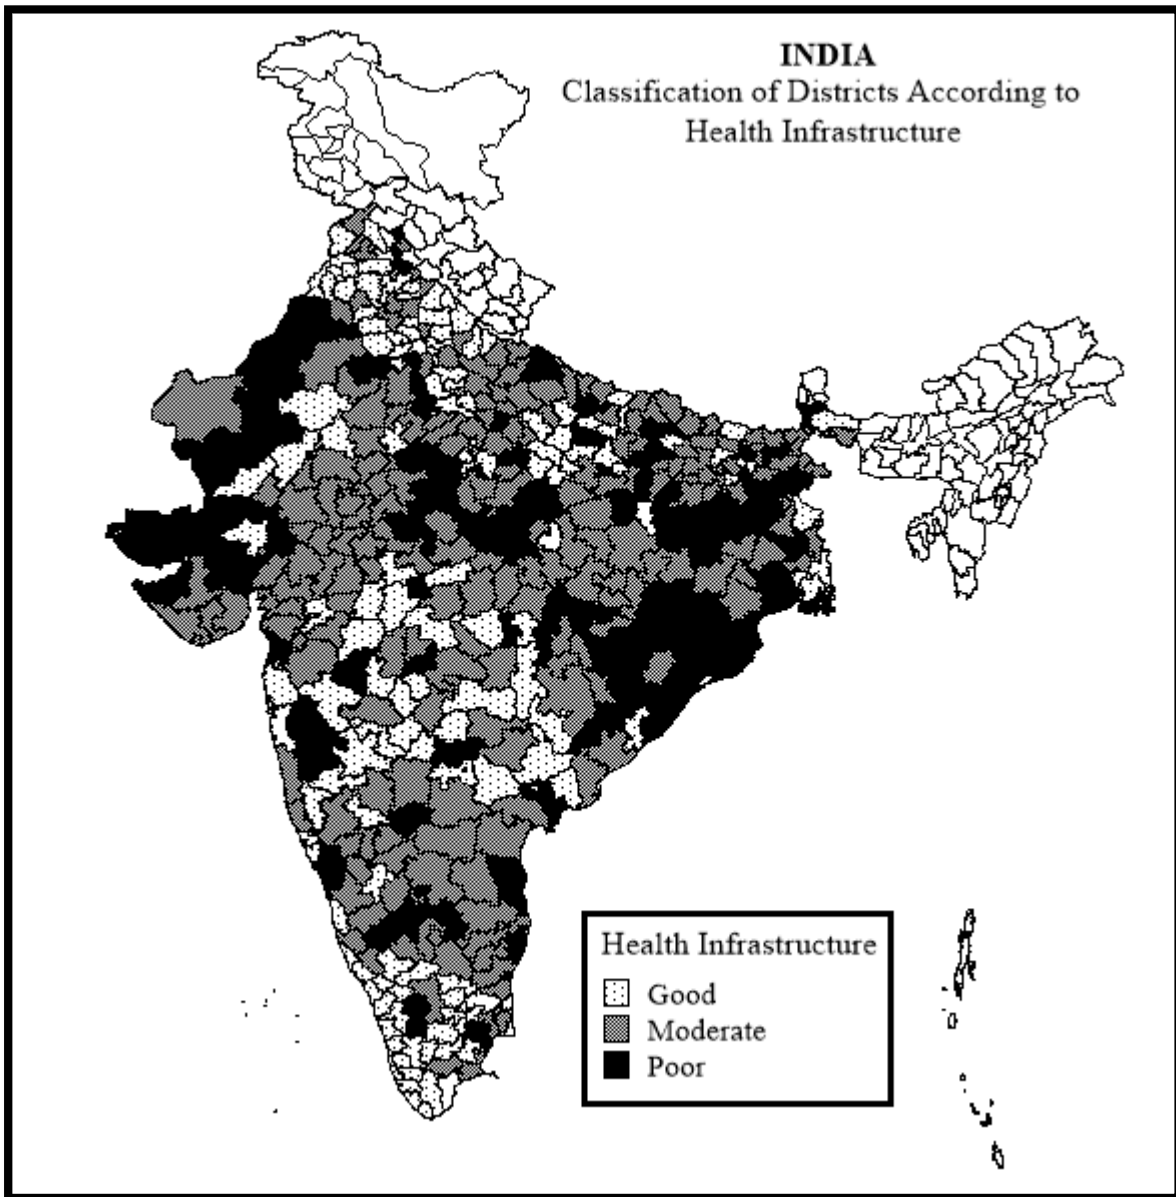 INDIA
Classification of Districts According to
Health Infrastructure
Health Infrastructure
Good
Moderate
Poor